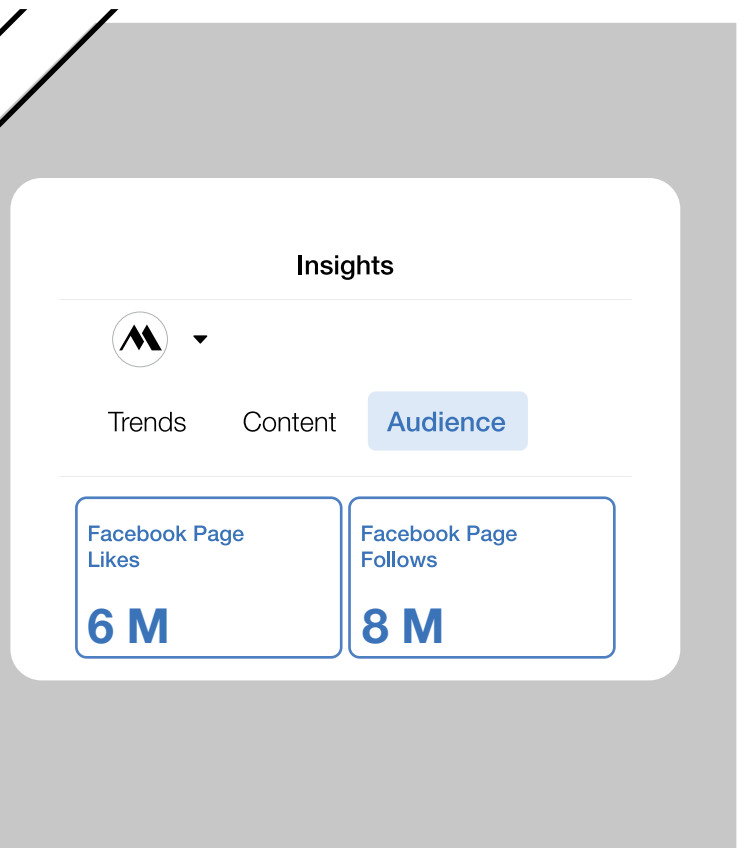 Insights
Trends Content Audience
Facebook Page Facebook Page
Likes Follows
6 M 8 M